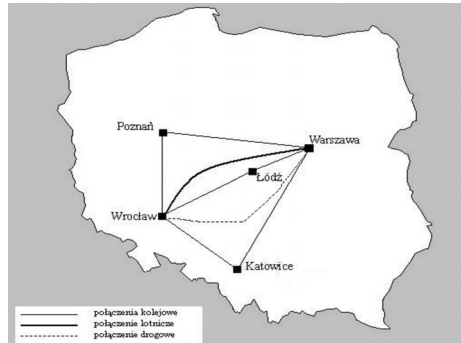 Poznań
Warszawa
Łódź
Wrocław
Katowice
połączenia kolejowe
połączenie lotnicze
połączenie drogowe